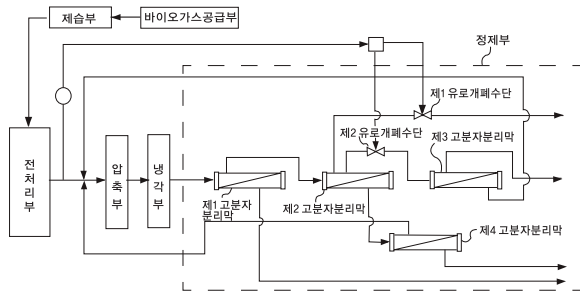 제습부
바이오가스공급부
정제부
제1 유로개폐수단
제2 유로개폐수단
제3 고분자분리막
전처리부
압축부
냉각부
제1 고분자
분리막
제2 고분자분리막
제4 고분자분리막